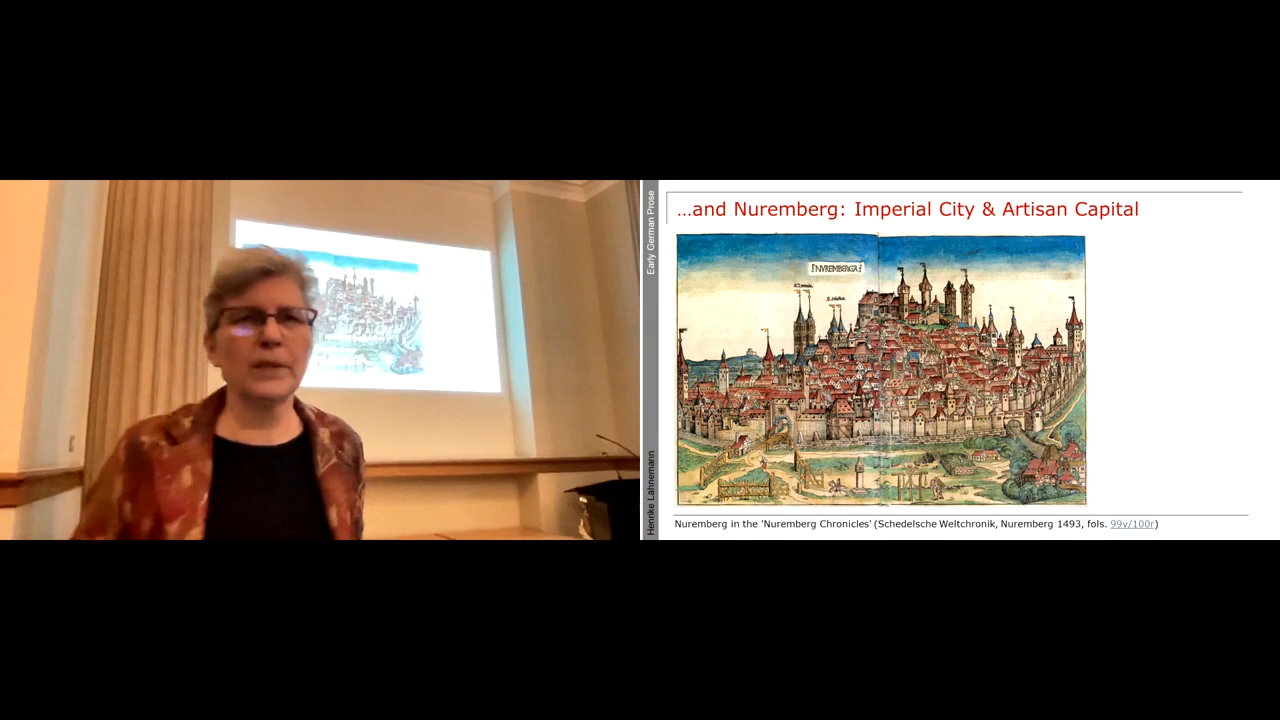 Early German Prose
Henrike Lähnemann
…and Nuremberg: Imperial City & Artisan Capital
NVREMBERGA
Nuremberg in the 'Nuremberg Chronicles' (Schedelsche Weltchronik, Nuremberg 1493, fols. 99v/100r)